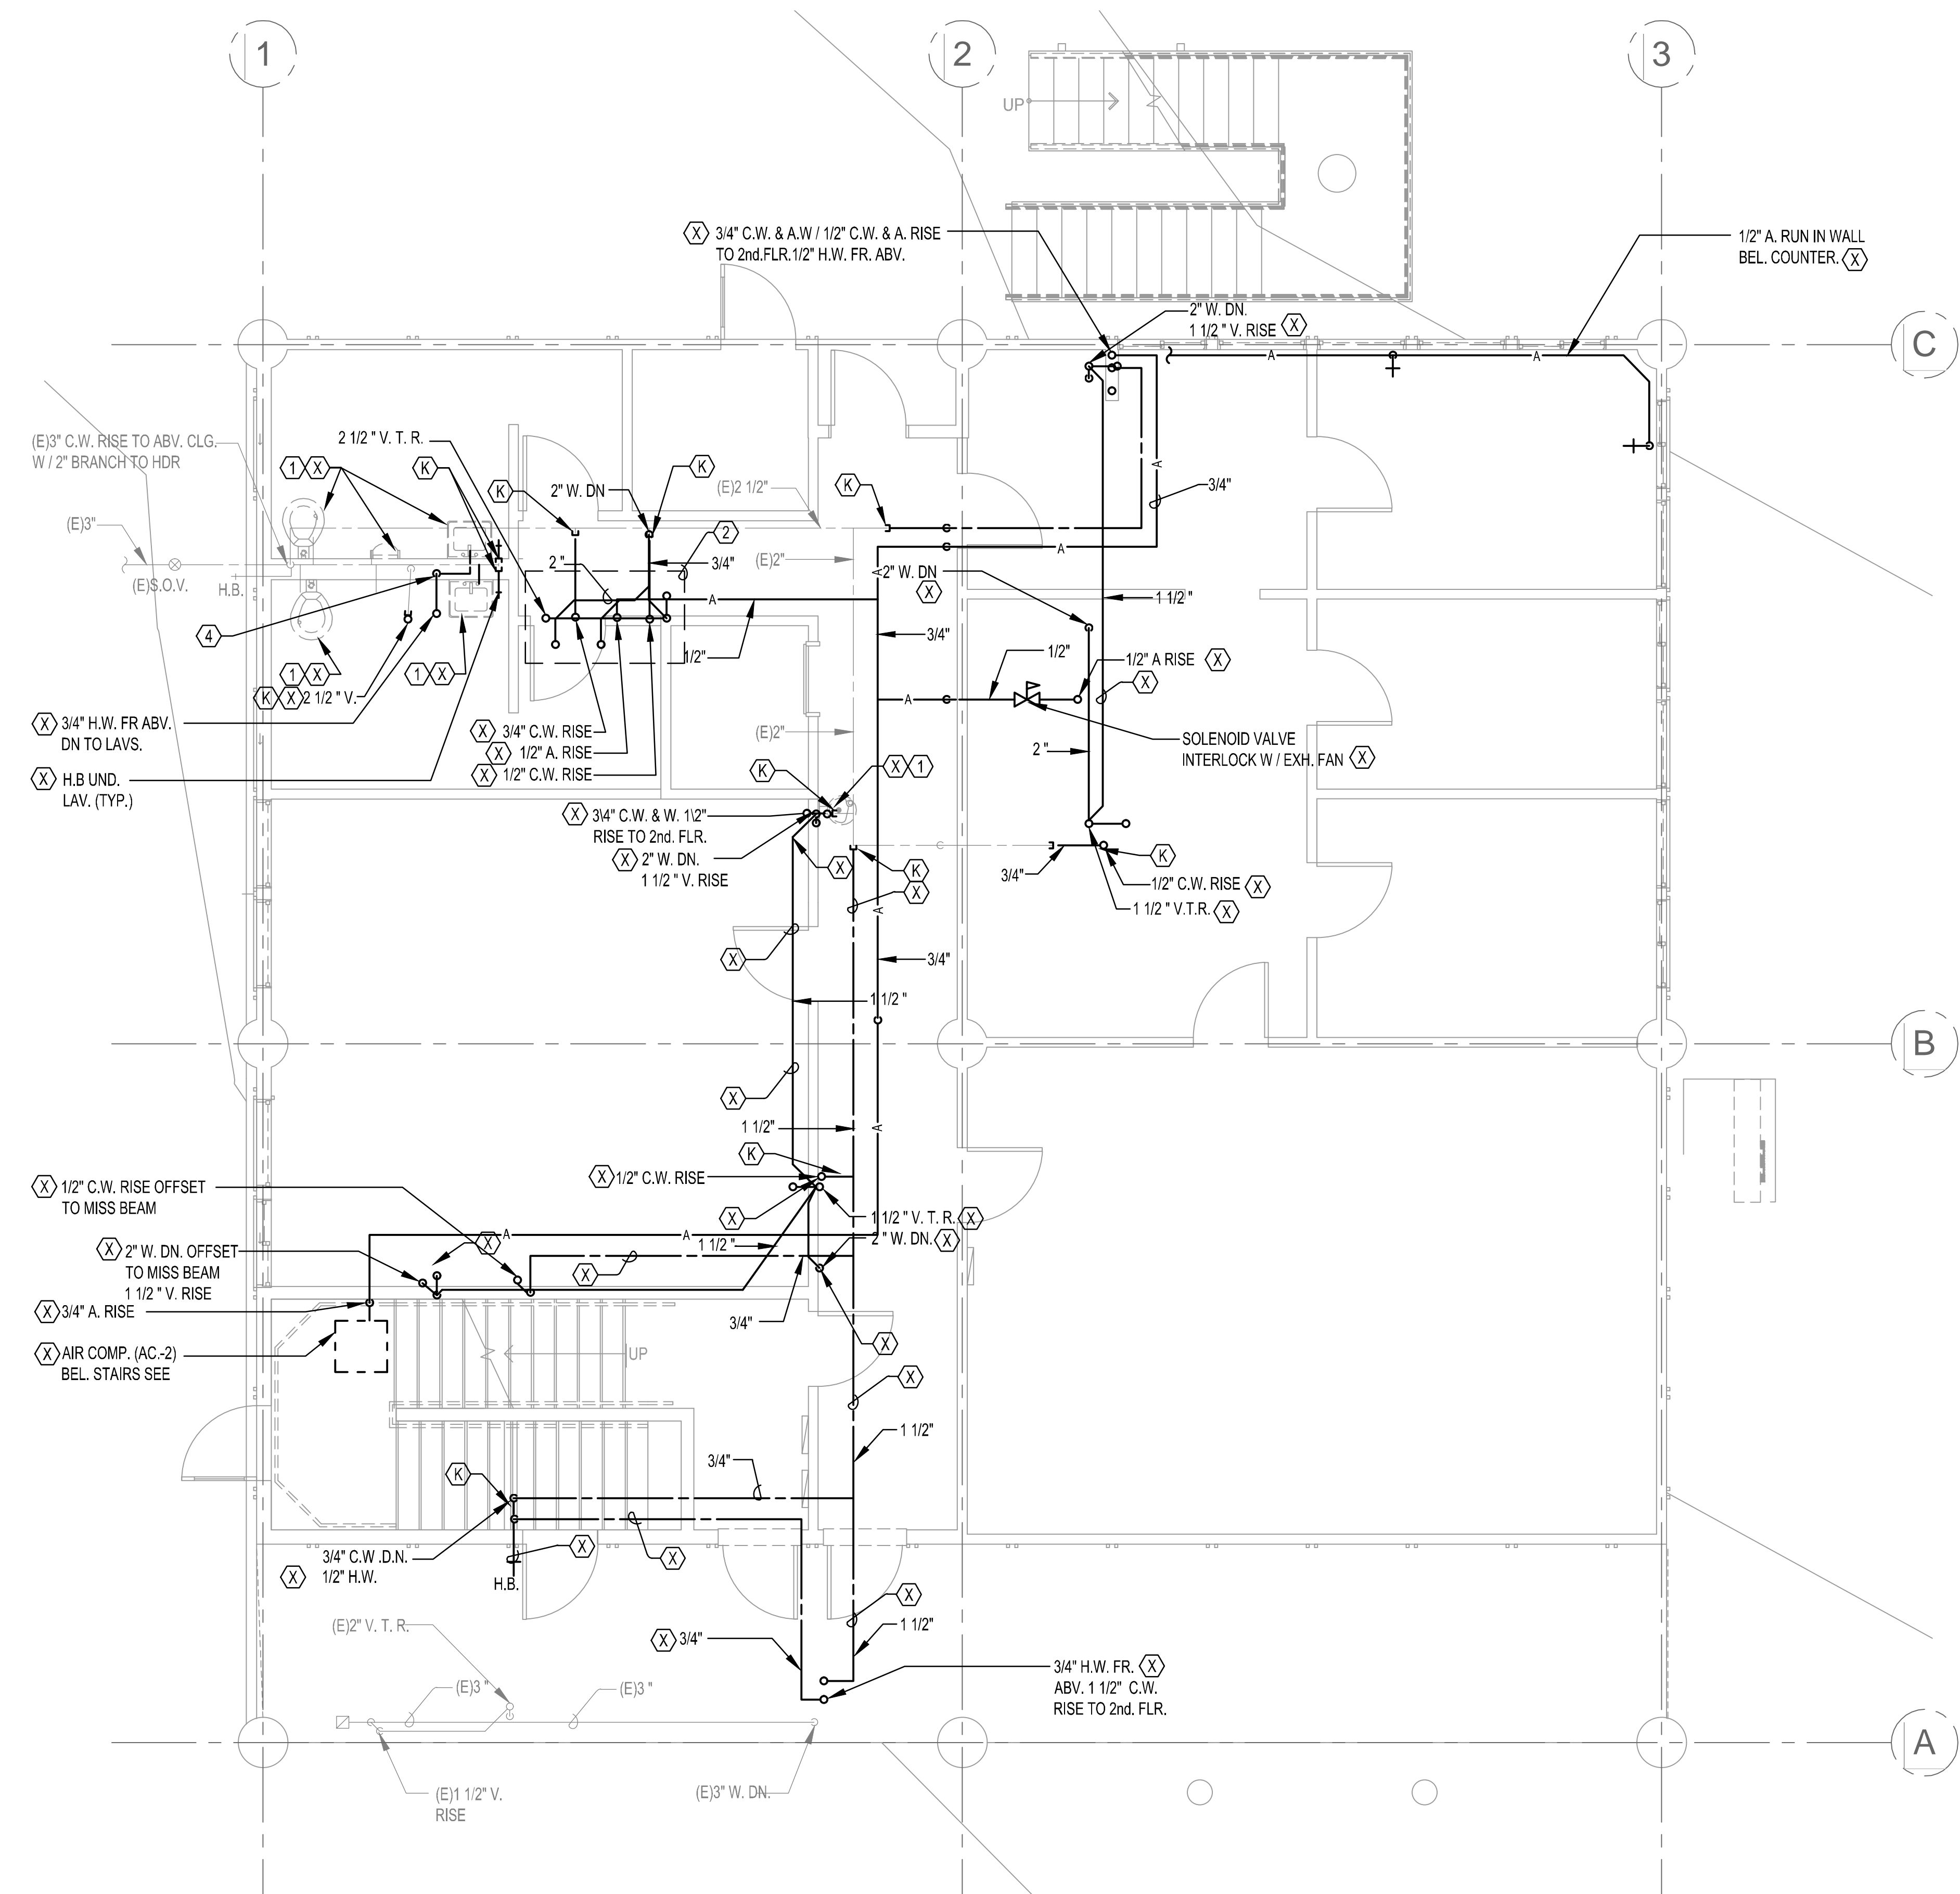 1
2
3
UP
X 3/4" C.W. & A.W / 1/2" C.W. & A. RISE
TO 2nd.FLR.1/2" H.W. FR. ABV.
1/2" A. RUN IN WALL
BEL. COUNTER. X
2" W. DN.
1 1/2 " V. RISE X
C
A
A
(E)3" C.W. RISE TO ABV. CLG.
W / 2" BRANCH TO HDR
2 1/2 " V. T. R.
1 X
K
K
2" W. DN
K
(E)2 1/2"
K
A
3/4"
(E)3"
2
2 "
3/4"
(E)2"
A
A
2" W. DN
X
(E)S.O.V.
H.B.
A
1 1/2 "
4
3/4"
1/2"
1/2"
1/2" A RISE X
1 X
1 X
X
K X 2 1/2 " V.
A
X 3/4" H.W. FR ABV.
DN TO LAVS.
X 3/4" C.W. RISE
X 1/2" A. RISE
X 1/2" C.W. RISE
(E)2"
2 "
SOLENOID VALVE
INTERLOCK W / EXH. FAN X
X H.B UND.
LAV. (TYP.)
K
X 1
X 3\4" C.W. & W. 1\2"
RISE TO 2nd. FLR.
X 2" W. DN.
1 1/2 " V. RISE
X
K
X
C
3/4"
K
1/2" C.W. RISE X
1 1/2 " V.T.R. X
A
X
3/4"
1 1/2 "
B
X
1 1/2"
A
K
X 1/2" C.W. RISE
X 1/2" C.W. RISE OFFSET
TO MISS BEAM
X
1 1/2 " V. T. R. X
A
A
X
1 1/2 "
2 " W. DN. X
X 2" W. DN. OFFSET
TO MISS BEAM
1 1/2 " V. RISE
X
X 3/4" A. RISE
3/4"
X
X AIR COMP. (AC.-2)
BEL. STAIRS SEE
UP
X
1 1/2"
3/4"
K
X
X
3/4" C.W .D.N.
X 1/2" H.W.
H.B.
X
(E)2" V. T. R.
1 1/2"
X 3/4"
3/4" H.W. FR. X
ABV. 1 1/2" C.W.
RISE TO 2nd. FLR.
(E)3 "
(E)3 "
A
(E)1 1/2" V.
RISE
(E)3" W. DN.